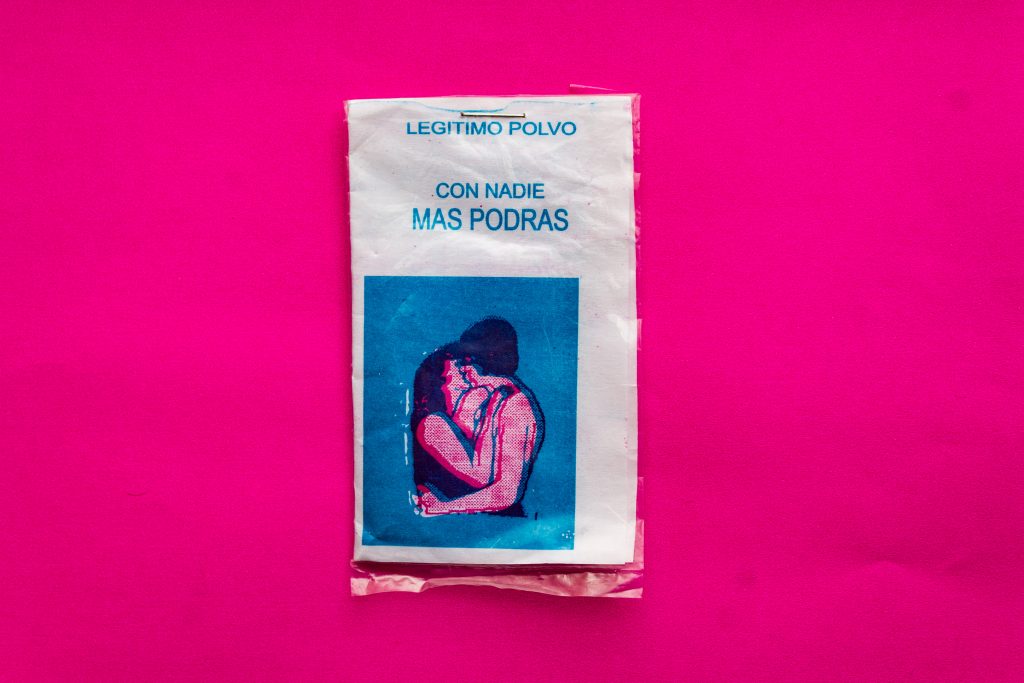 LEGITIMO POLVO
CON NADIE
MAS PODRAS